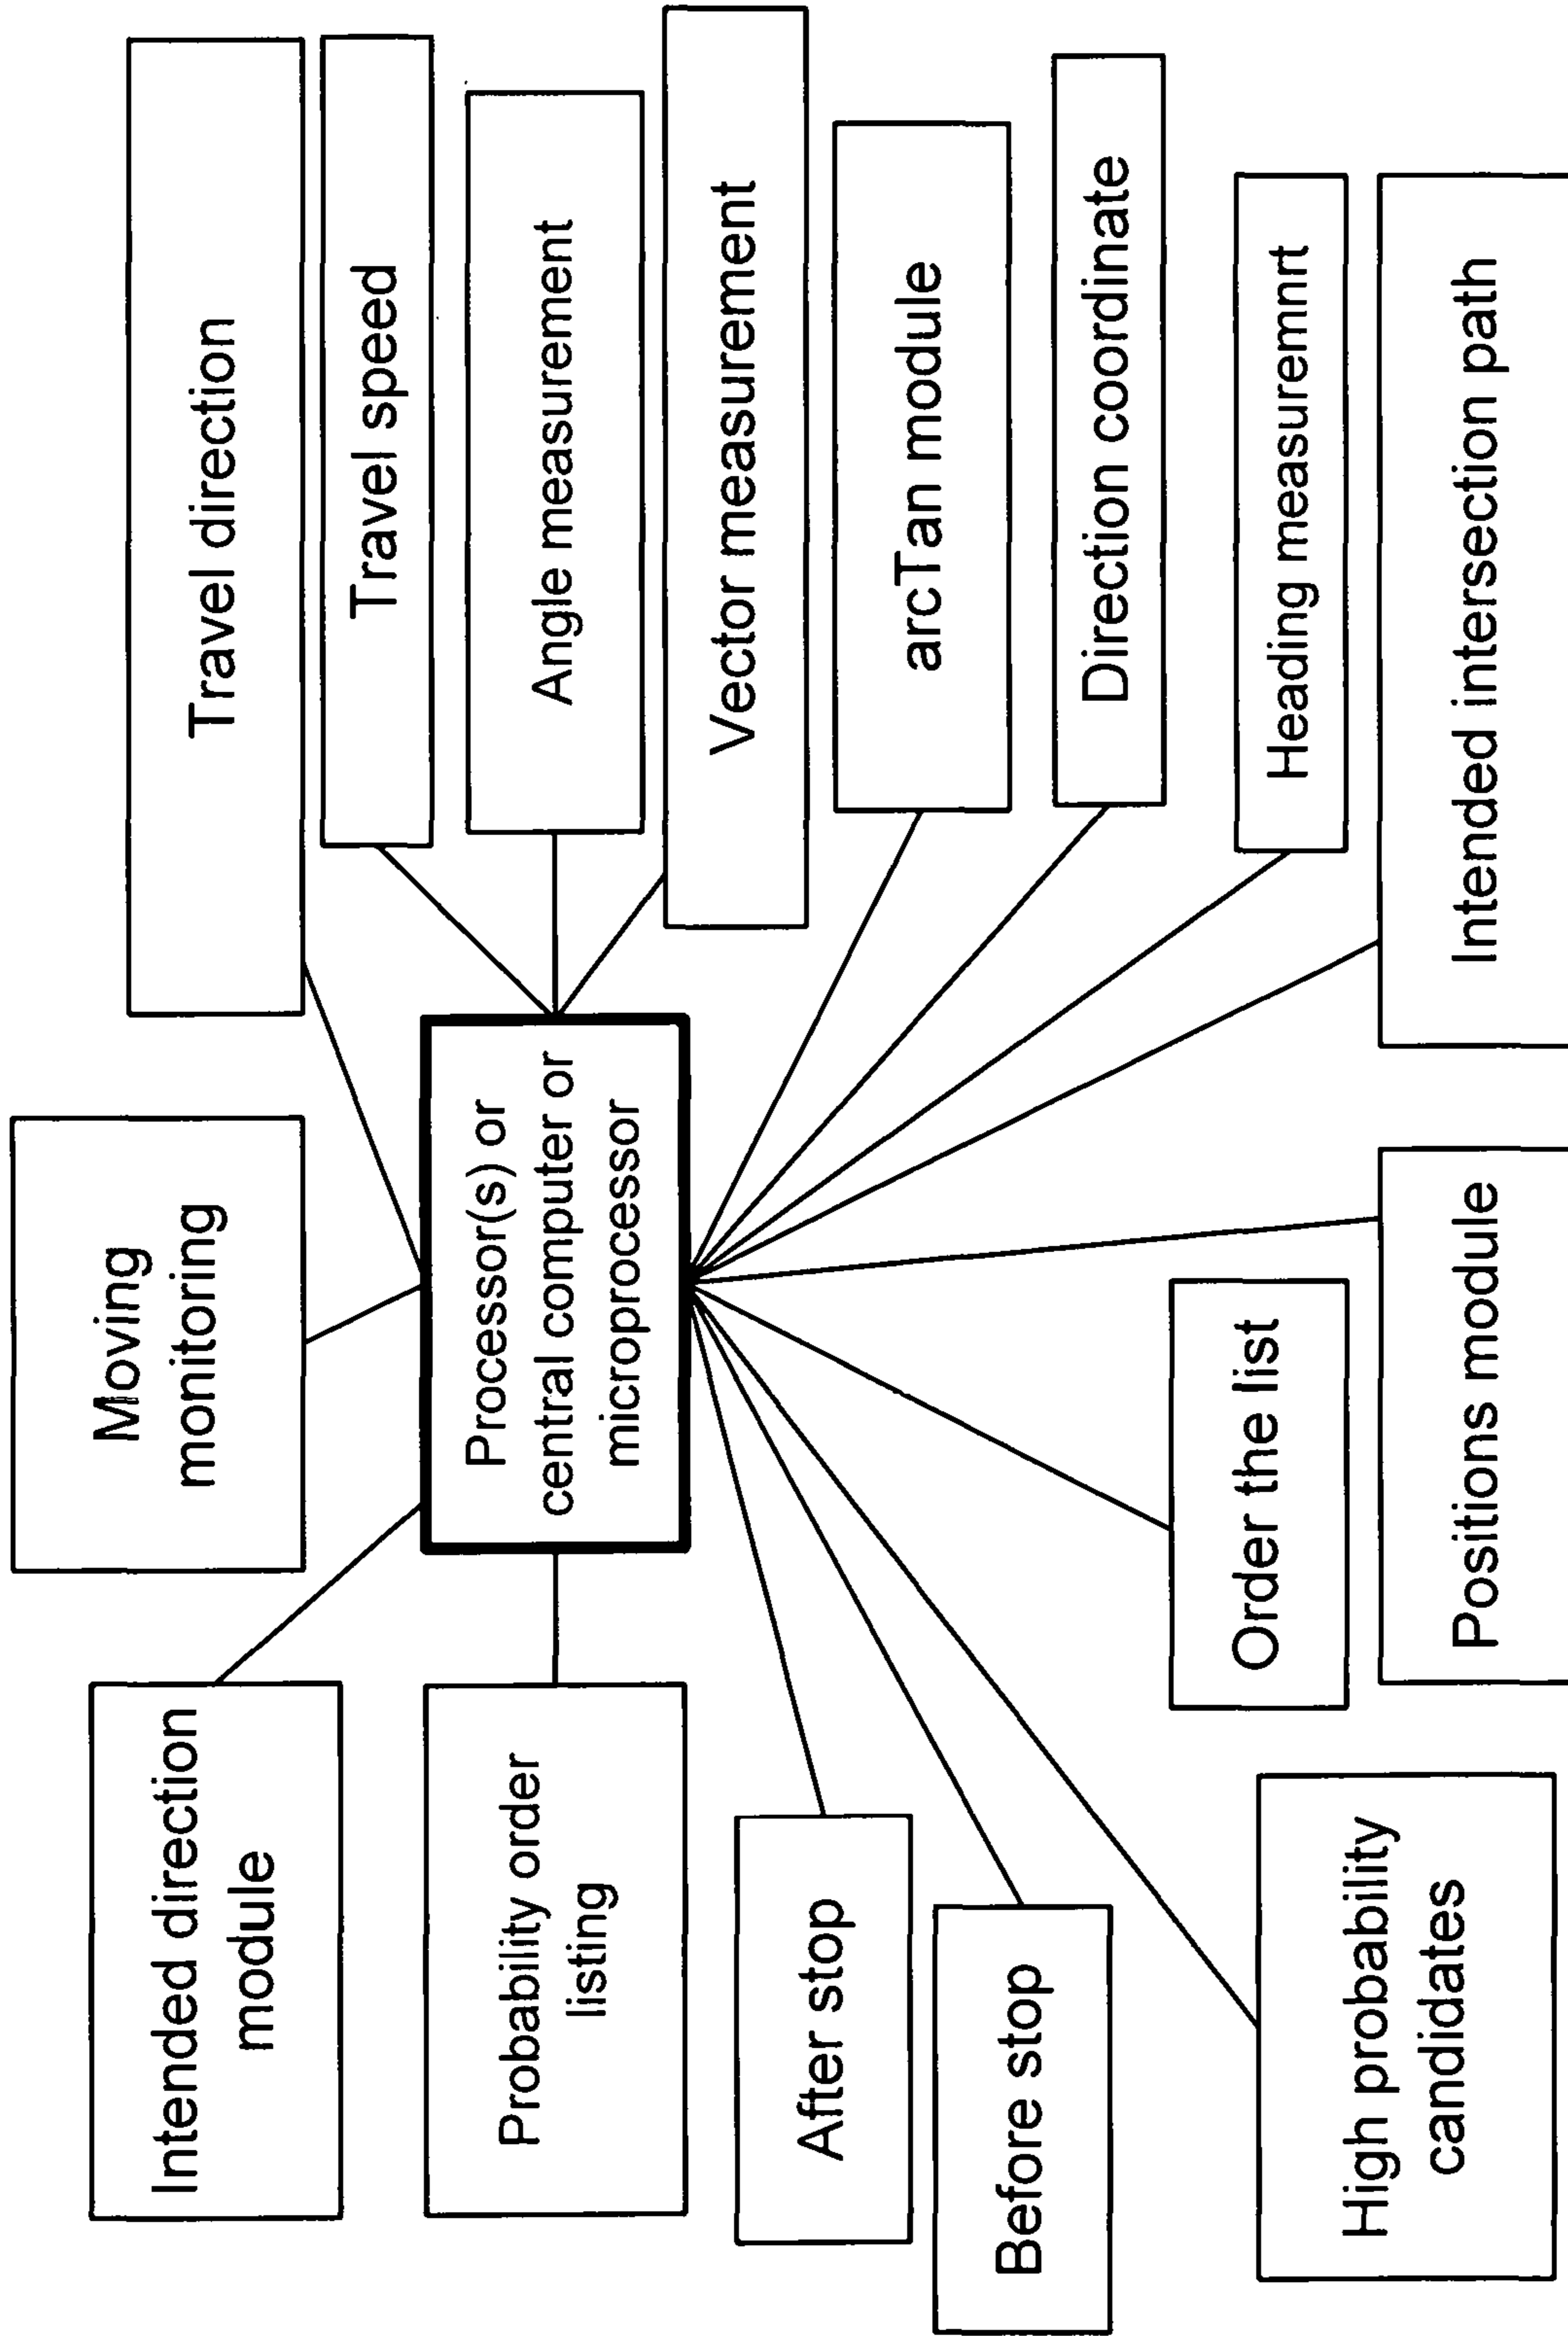 Moving
monitoring
Intended direction
module
Travel direction
Travel speed
Probability order
listing
Processor(s) or
central computer or
microprocessor
Angle measurement
Vector measurement
After stop
arcTan module
Before stop
Direction coordinate
Order the list
Heading measuremnrt
High probability
candidates
Positions module
Intended intersection path